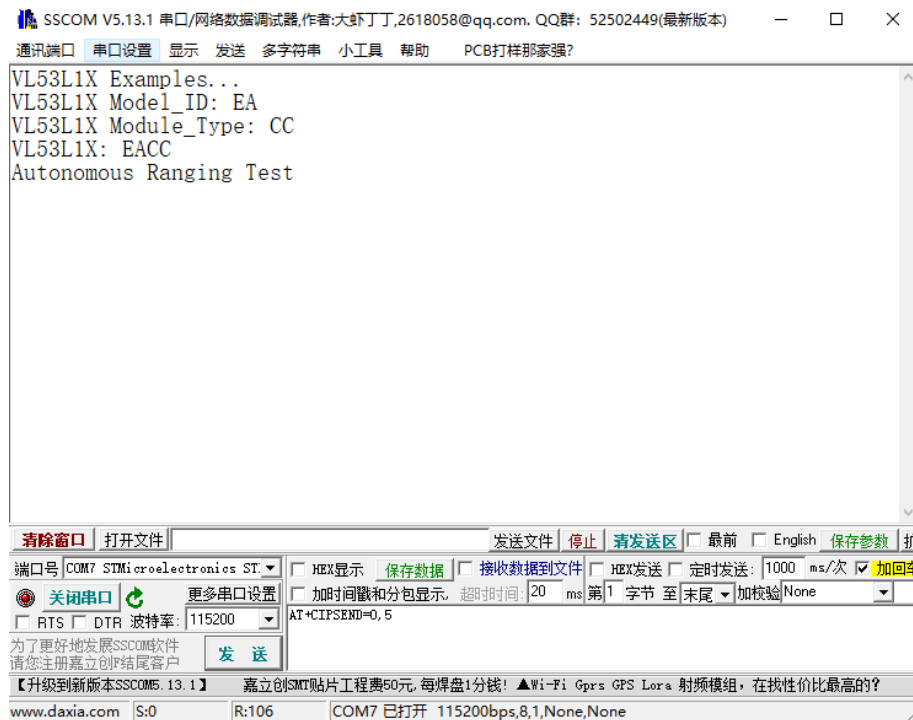 SSCOM V5.13.1 串口/网络数据调试器,作者:大虾丁丁,2618058@qq.com. QQ群: 52502449(最新版本)
通讯端口 串口设置 显示 发送 多字符串 小工具 帮助 PCB打样那家强?
VL53L1X Examples...
VL53L1X Model_ID: EA
VL53L1X Module_Type: CC
VL53L1X: EACC
Autonomous Ranging Test
清除窗口 打开文件 发送文件 停止 清发送区 最前 English 保存参数 扩
端口号 COM7 STMicroelectronics ST. HEX显示 保存数据 接收数据到文件 HEX发送 定时发送: 1000 ms/次 加回车
关闭串口 更多串口设置 加时间戳和分包显示, 超时时间: 20 ms 第 1 字节 至 末尾 加校验 None
RTS DTR 波特率: 115200 AT+CIPSEND=0,5
为了更好地发展SSCOM软件
请您注册嘉立创F结尾客户
发 送
【升级到新版本SSCOM5.13.1】 嘉立创SMT贴片工程费50元,每焊盘1分钱! ▲Wi-Fi Gprs GPS Lora 射频模组，在找性价比最高的?
www.daxia.com S:0 R:106 COM7 已打开 115200bps,8,1,None,None